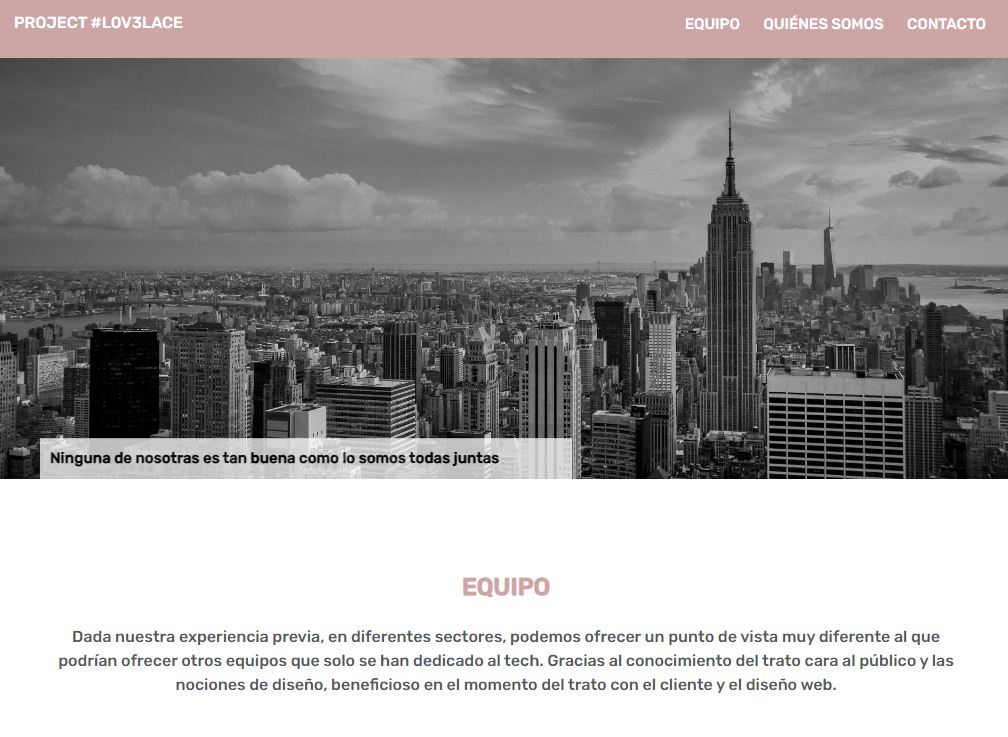 PROJECT #L0V3LACE
EQUIPO QUIÉNES SOMOS CONTACTO
Ninguna de nosotras es tan buena como lo somos todas juntas
EQUIPO
Dada nuestra experiencia previa, en diferentes sectores, podemos ofrecer un punto de vista muy diferente al que
podrían ofrecer otros equipos que solo se han dedicado al tech. Gracias al conocimiento del trato cara al público y las
nociones de diseño, beneficioso en el momento del trato con el cliente y el diseño web.